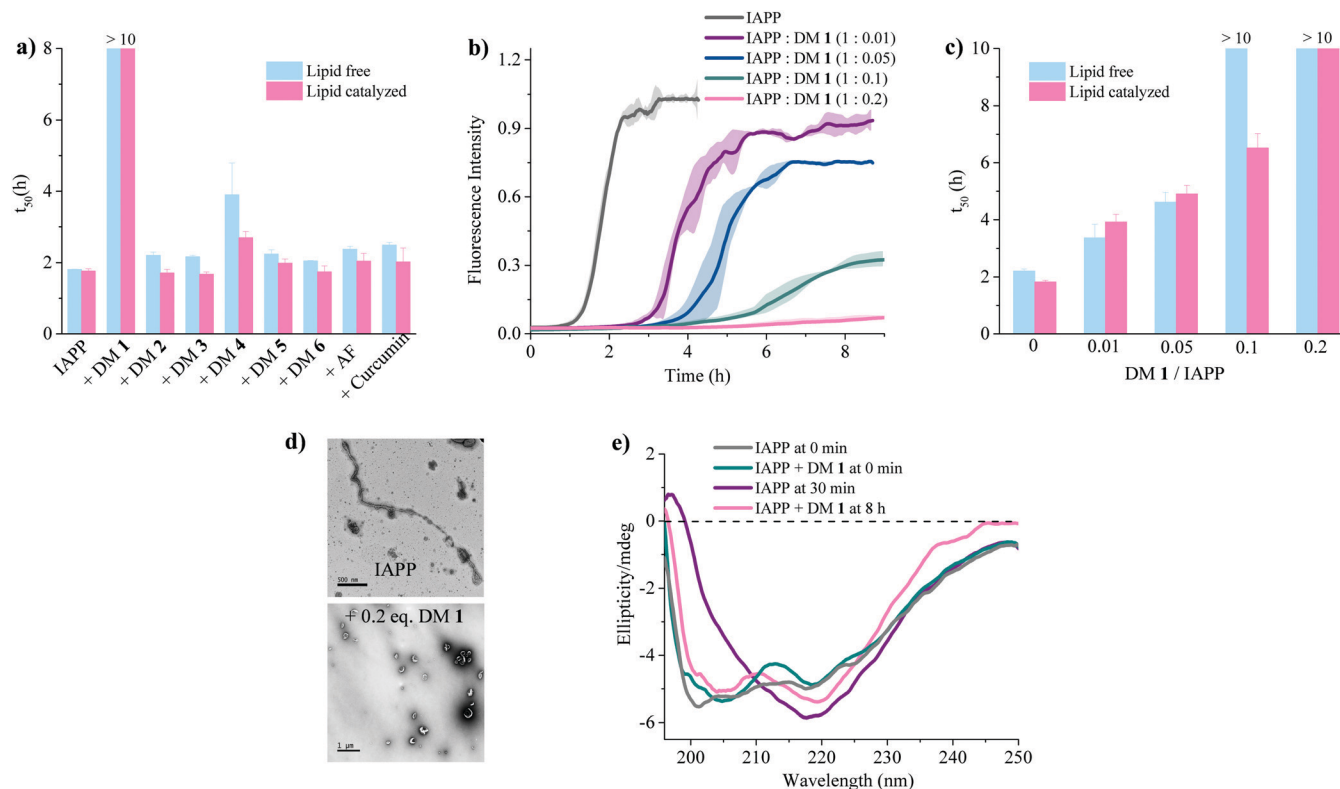 a)
> 10
8
6
4
2
0
t50(h)
Lipid free
Lipid catalyzed
IAPP
+ DM 1
+ DM 2
+ DM 3
+ DM 4
+ DM 5
+ DM 6
+ AF
+ Curcumin
b)
IAPP
IAPP : DM 1 (1 : 0.01)
IAPP : DM 1 (1 : 0.05)
IAPP : DM 1 (1 : 0.1)
IAPP : DM 1 (1 : 0.2)
Fluorescence Intensity
1.2
0.9
0.6
0.3
0.0
0 2 4 6 8
Time (h)
c)
> 10 > 10
Lipid free
Lipid catalyzed
t50 (h)
10
8
6
4
2
0
0 0.01 0.05 0.1 0.2
DM 1 / IAPP
d)
IAPP
500 nm
+ 0.2 eq. DM 1
1 µm
e)
IAPP at 0 min
IAPP + DM 1 at 0 min
IAPP at 30 min
IAPP + DM 1 at 8 h
Ellipticity/mdeg
2
0
-2
-4
-6
200 210 220 230 240 250
Wavelength (nm)